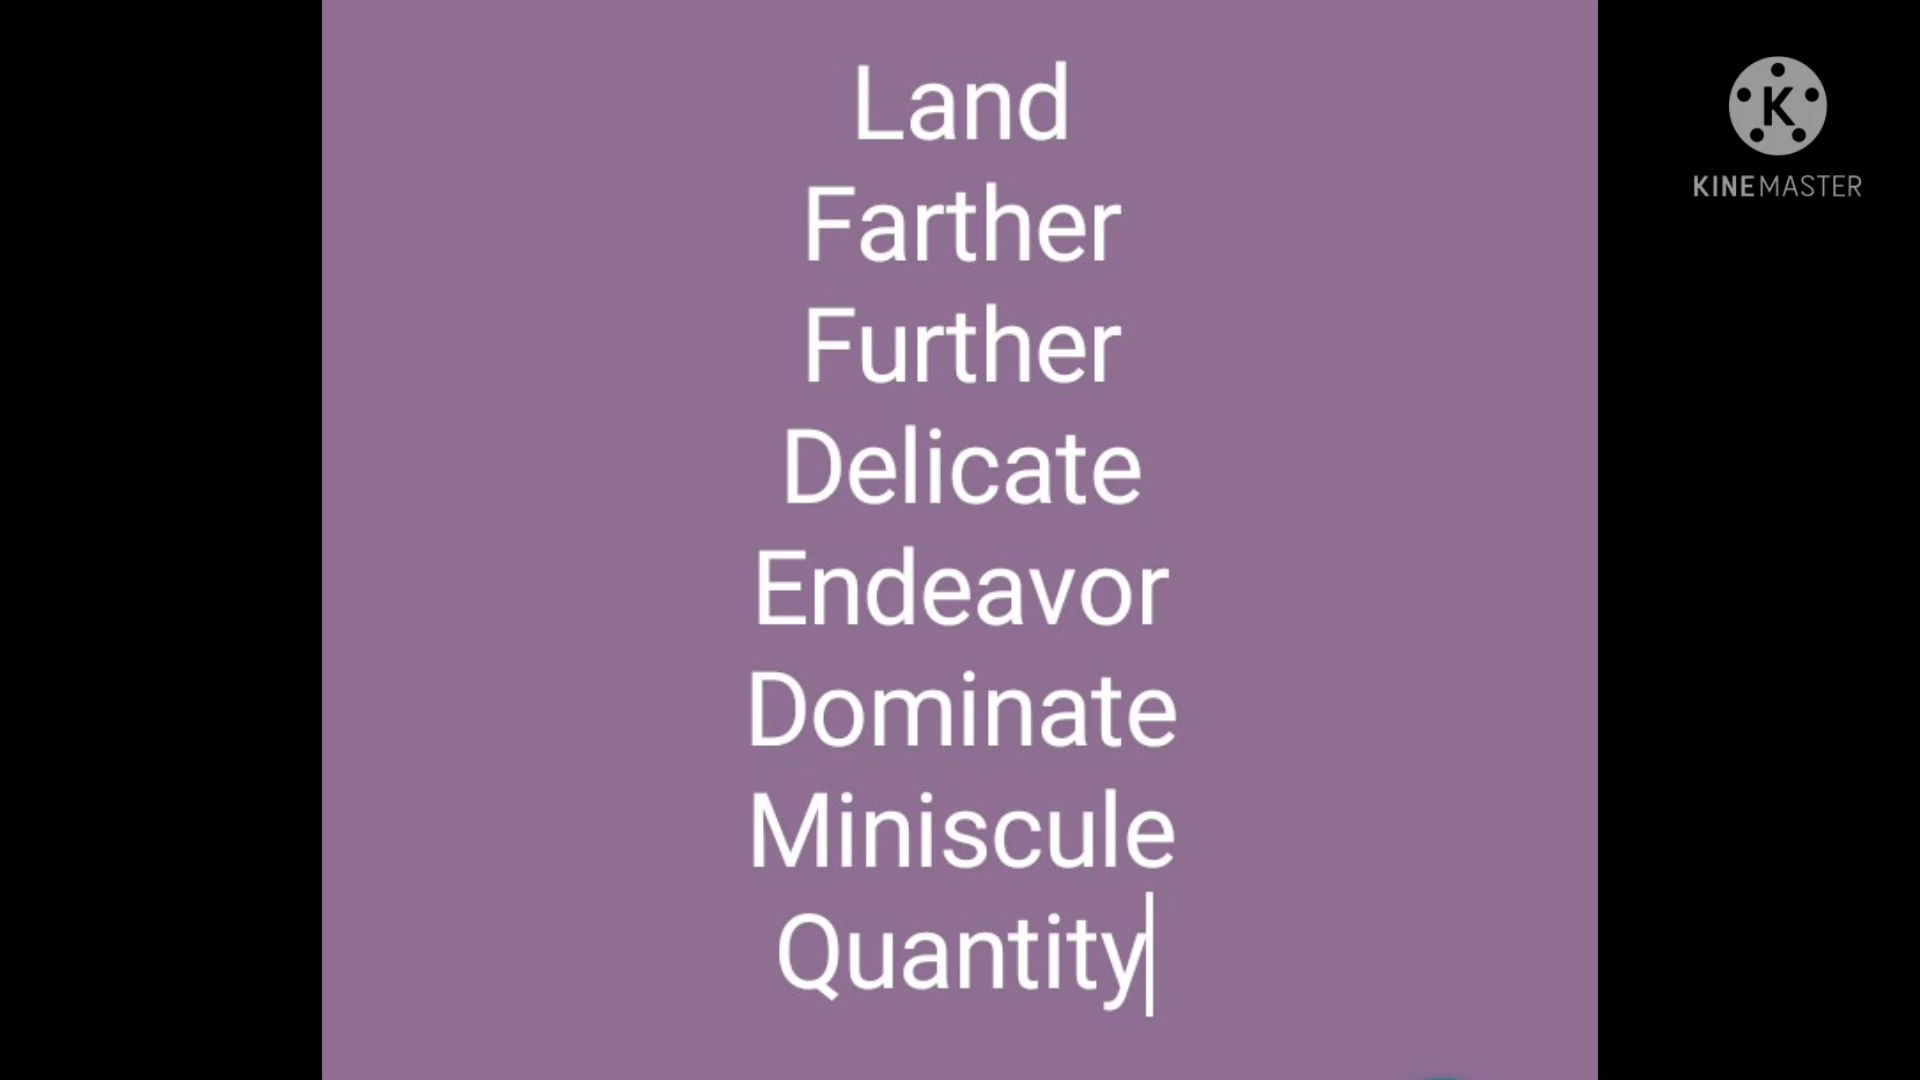 Land
Farther
Further
Delicate
Endeavor
Dominate
Miniscule
Quantity
K
KINEMASTER